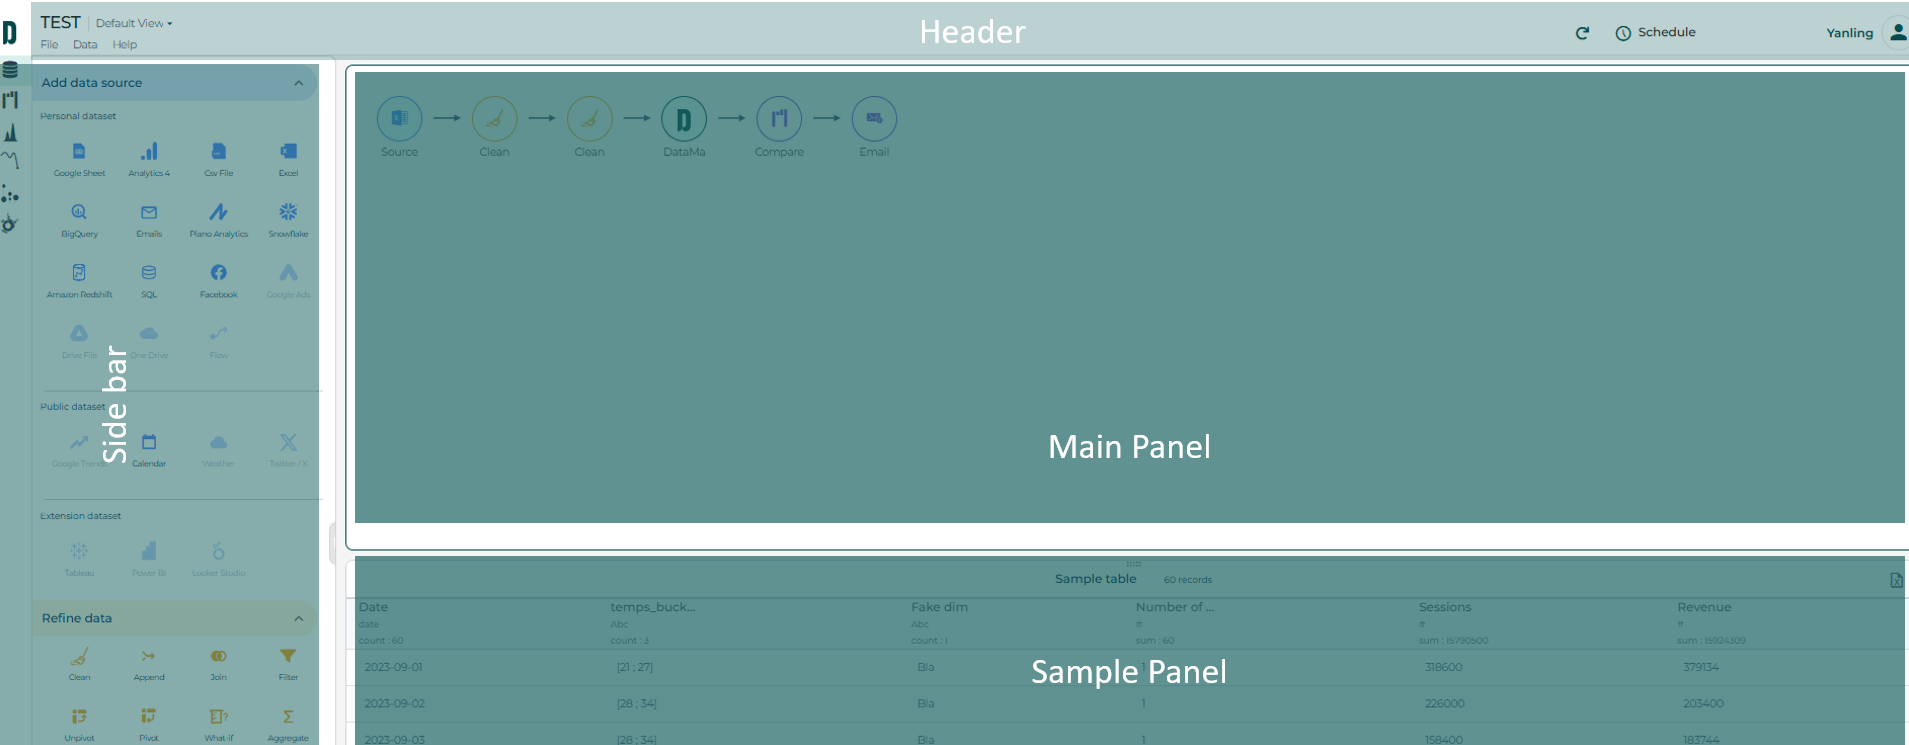 TEST Default View
File Data Help
Header
Schedule
Yanling
Add data source
Personal dataset
Google Sheet Analytics 4 Csv File Excel
BigQuery Emails Piano Analytics Snowflake
Amazon Redshift SQL Facebook Google Ads
Drive File One Drive Flow
Public dataset
Google Trends Calendar Weather Twitter / X
Extension dataset
Tableau Power BI Looker Studio
Refine data
Clean Append Join Filter
Unpivot Pivot What-if Aggregate
Side bar
Source Clean Clean DataMa Compare Email
Main Panel
Sample table 60 records
Date temps_buck... Fake dim Number of ... Sessions Revenue
date Abc Abc # # #
count : 60 count : 3 count : 1 sum : 60 sum : 15790500 sum : 15924309
2023-09-01 [21 ; 27] Bla 1 318600 379134
Sample Panel
2023-09-02 [28 ; 34] Bla 1 226000 203400
2023-09-03 [28 ; 34] Bla 1 158400 183744